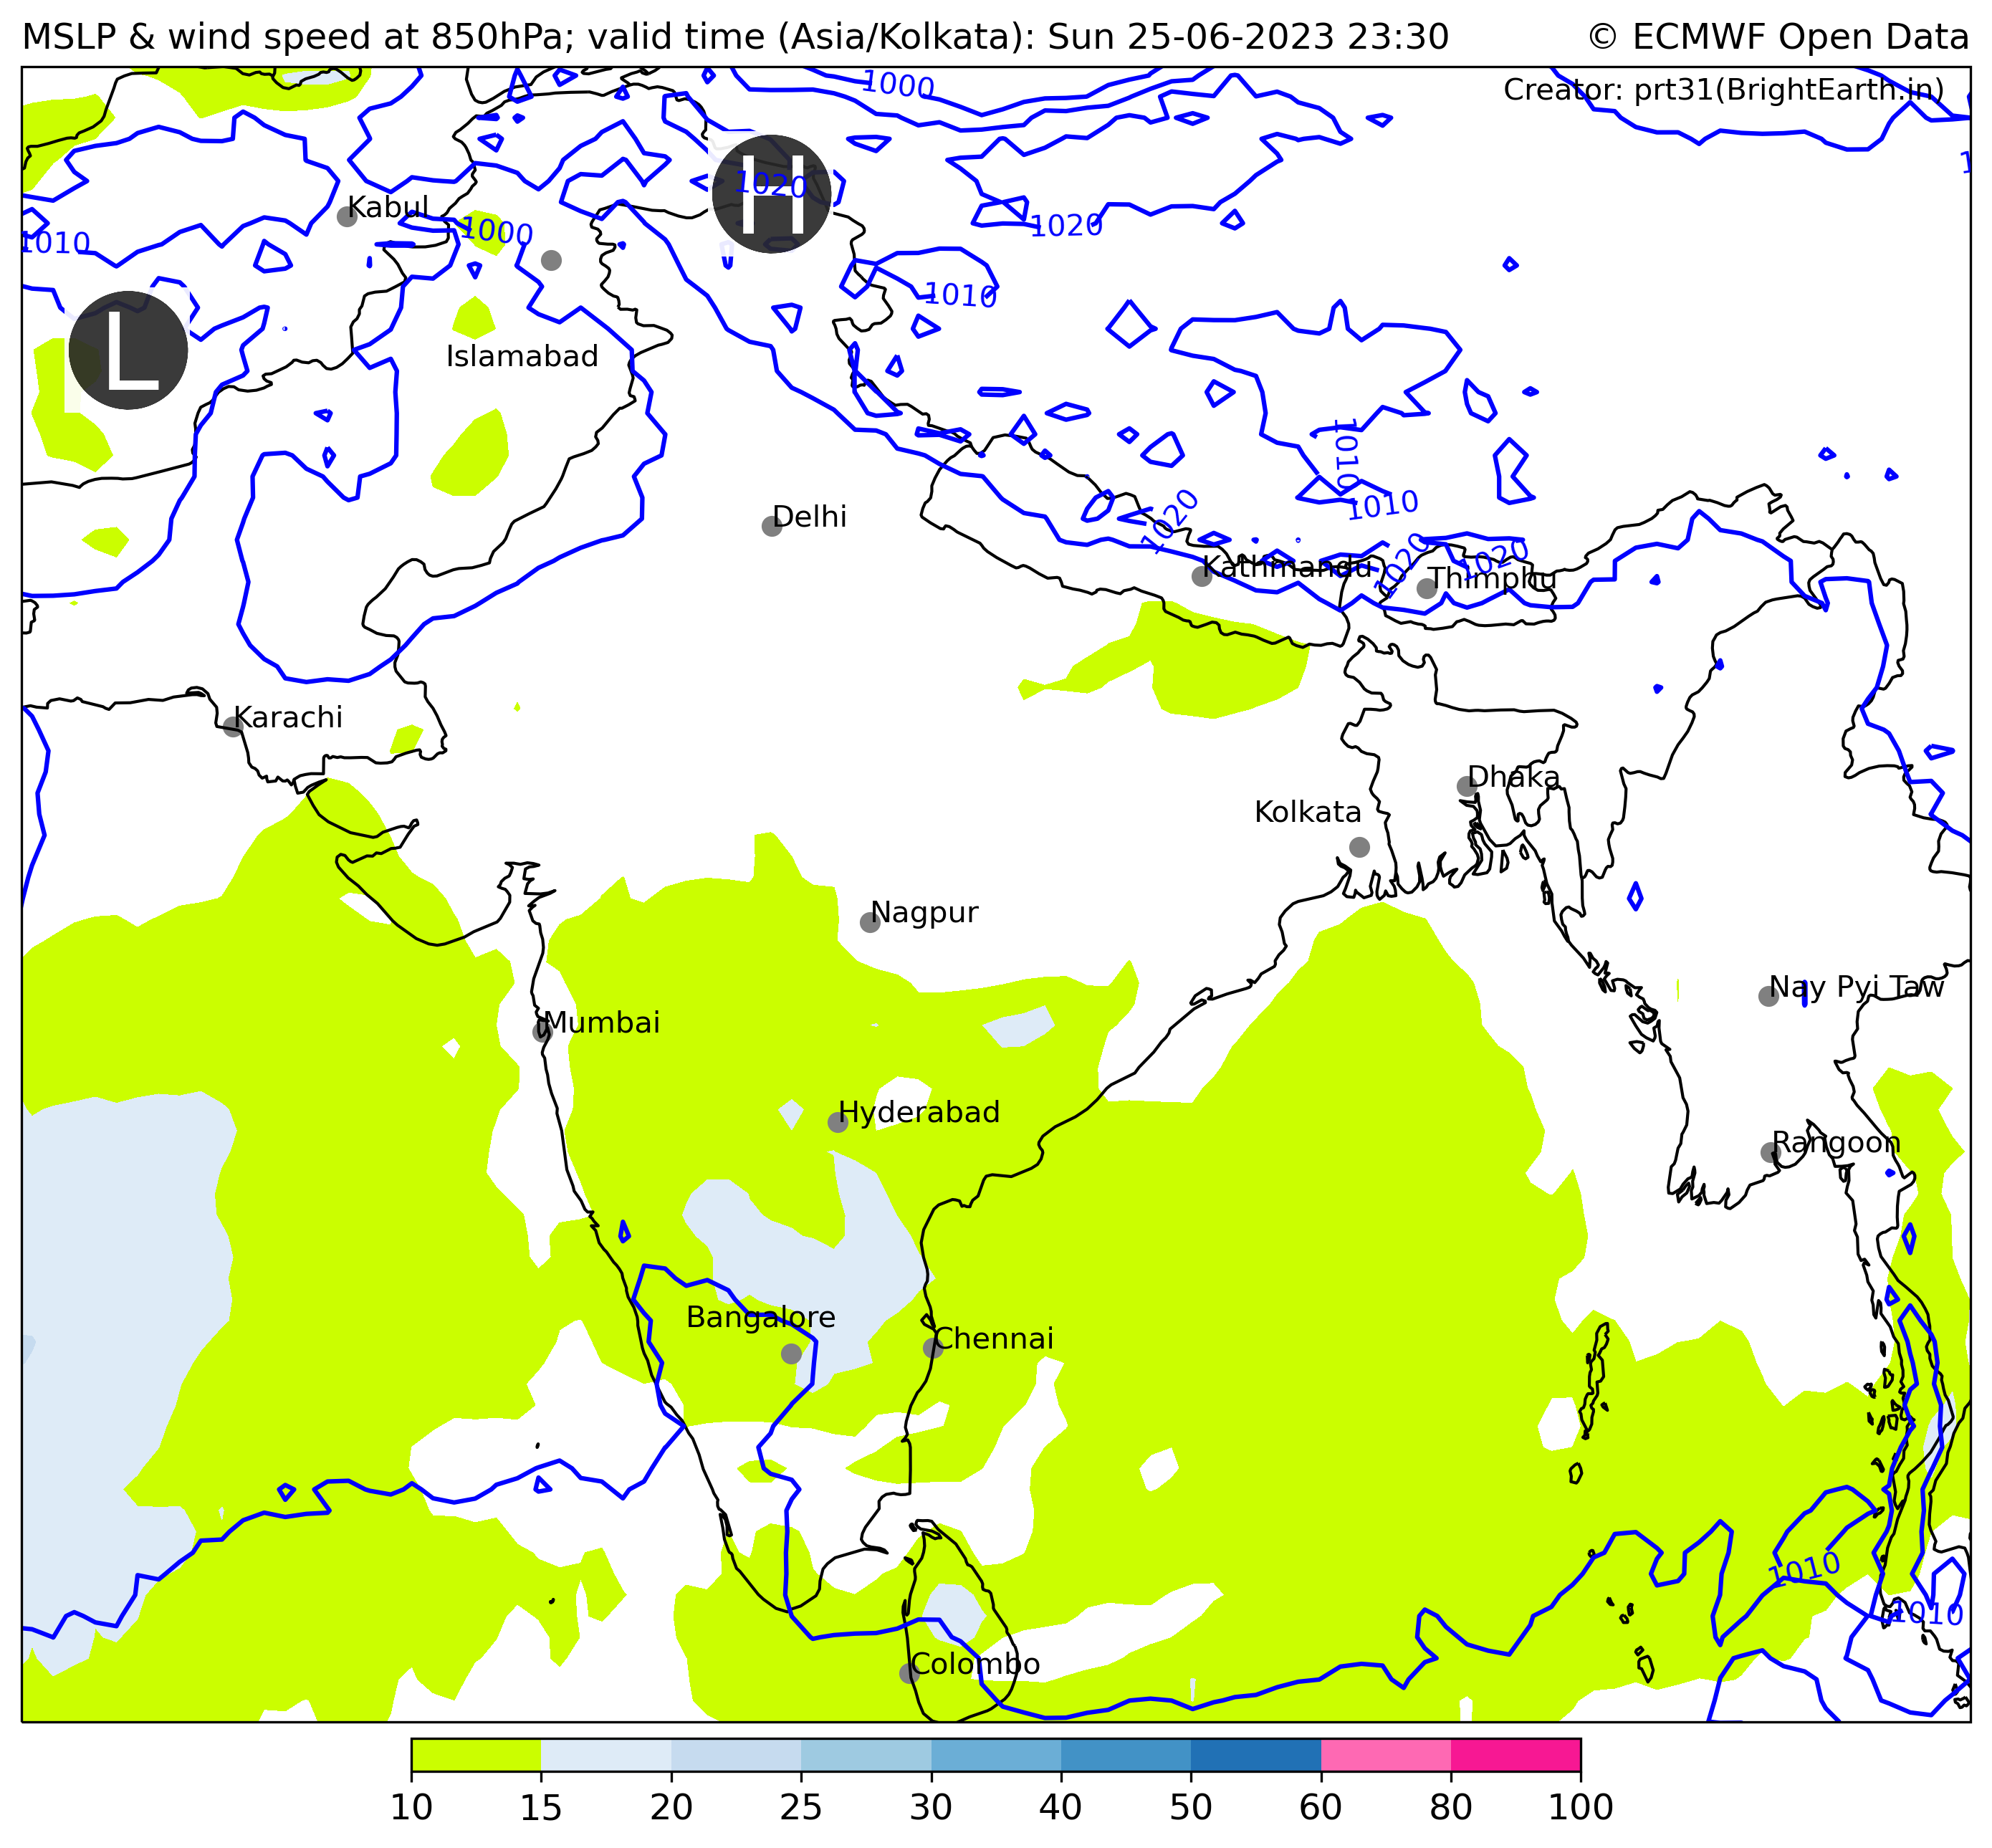 MSLP & wind speed at 850hPa; valid time (Asia/Kolkata): Sun 25-06-2023 23:30 © ECMWF Open Data
1000
Creator: prt31(BrightEarth.in)
H
1020
Kabul
1000
1020
1010
1010
L
Islamabad
1010
1010
Delhi
1020
Kathmandu
1020
1020
Thimphu
Karachi
Dhaka
Kolkata
Nagpur
Nay Pyi Taw
Mumbai
Hyderabad
Rangoon
Bangalore
Chennai
1010
1010
Colombo
10 15 20 25 30 40 50 60 80 100